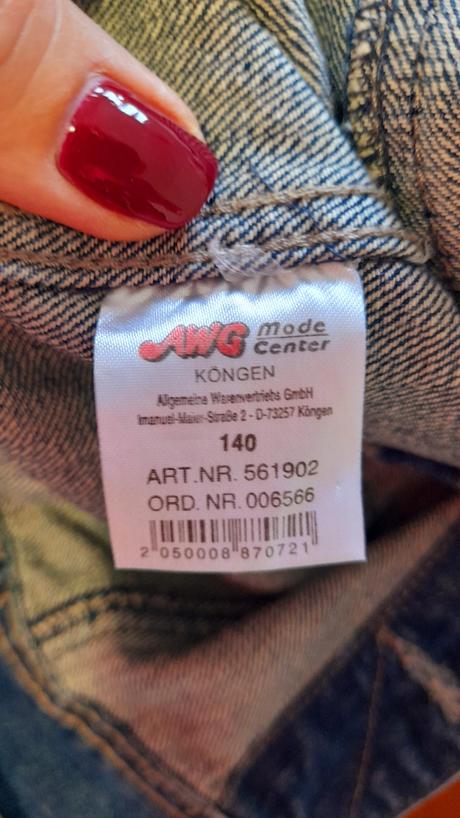 AWG Mode Center
KÖNGEN
Allgemeine Warenvertriebs GmbH
Imanuel-Maier-Straße 2 - D-73257 Köngen
140
ART.NR. 561902
ORD. NR. 006566
2 050008 870721